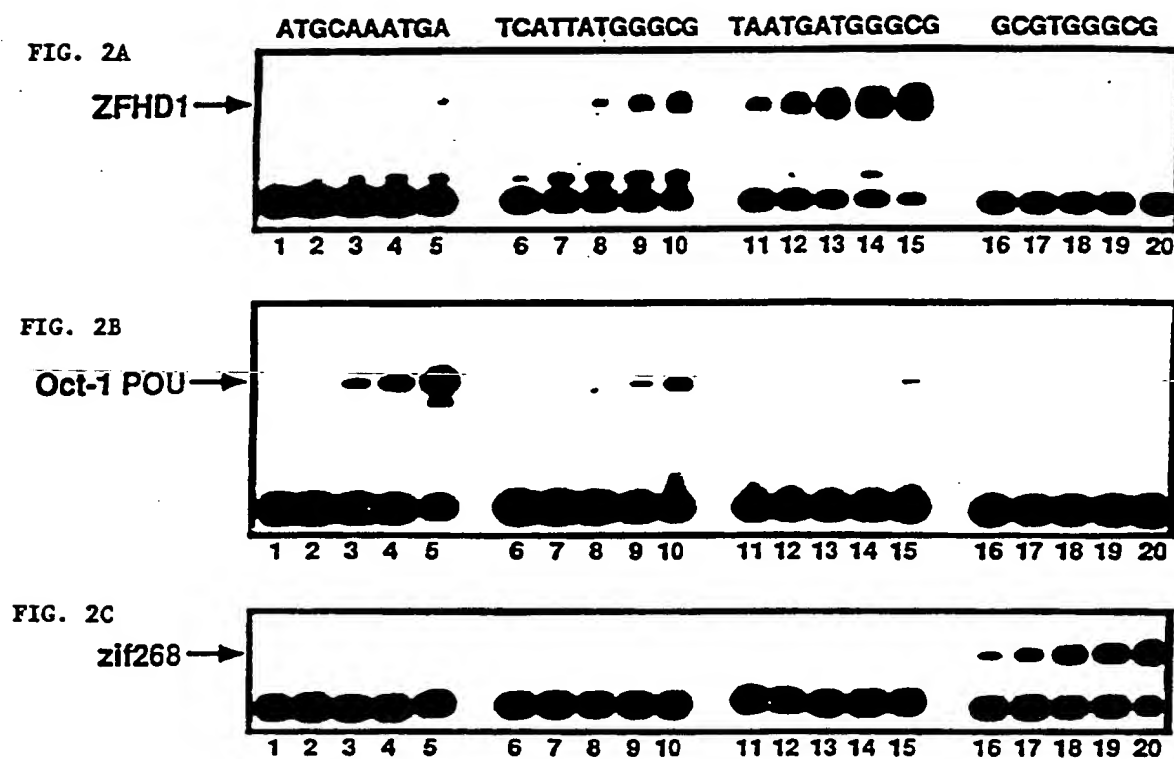 ATGCAAATGA TCATTATGGGCG TAATGATGGGCG GCGTGGGCG
FIG. 2A
ZFHD1
1 2 3 4 5 6 7 8 9 10 11 12 13 14 15 16 17 18 19 20
FIG. 2B
Oct-1 POU
1 2 3 4 5 6 7 8 9 10 11 12 13 14 15 16 17 18 19 20
FIG. 2C
zif268
1 2 3 4 5 6 7 8 9 10 11 12 13 14 15 16 17 18 19 20